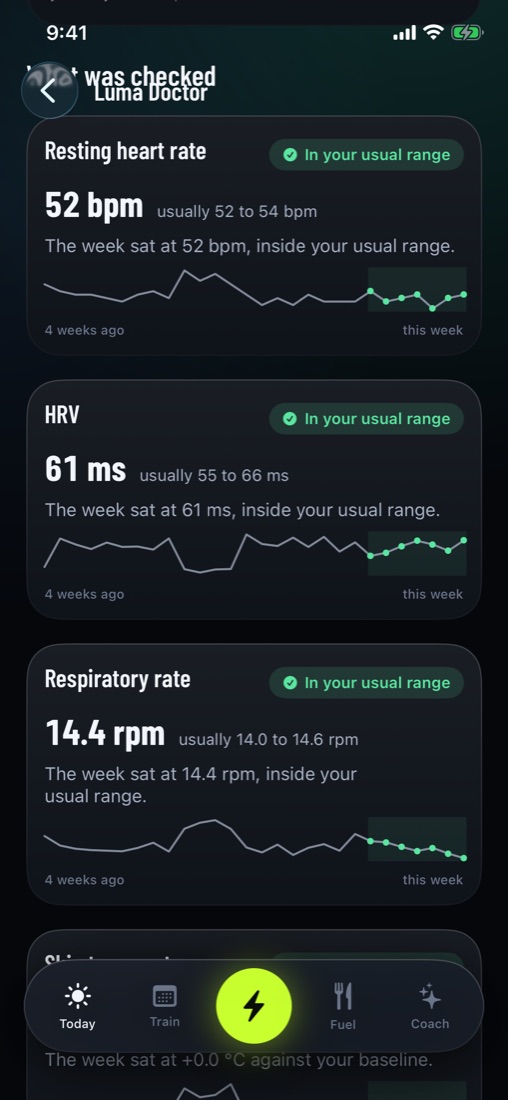 9:41
was checked
Luma Doctor
Resting heart rate
In your usual range
52 bpm usually 52 to 54 bpm
The week sat at 52 bpm, inside your usual range.
4 weeks ago this week
HRV
In your usual range
61 ms usually 55 to 66 ms
The week sat at 61 ms, inside your usual range.
4 weeks ago this week
Respiratory rate
In your usual range
14.4 rpm usually 14.0 to 14.6 rpm
The week sat at 14.4 rpm, inside your
usual range.
4 weeks ago this week
Today Train Fuel Coach
The week sat at +0.0 °C against your baseline.